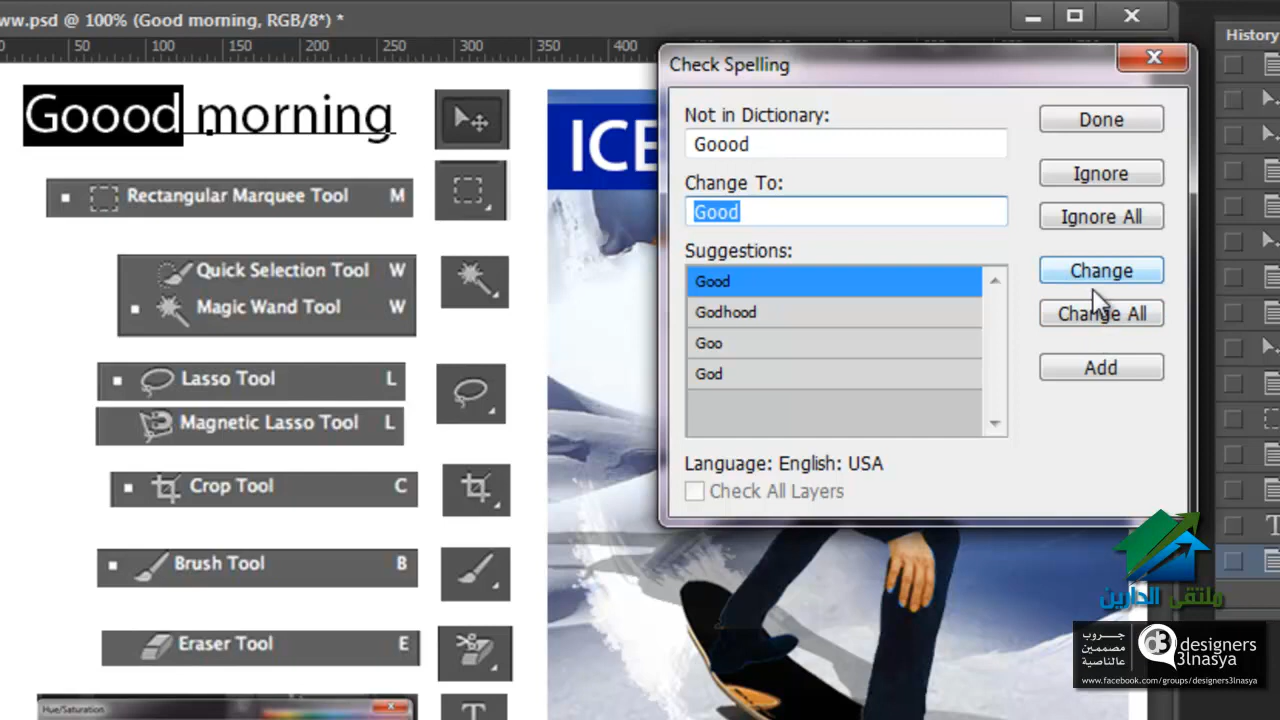 ww.psd @ 100% (Good morning, RGB/8*) *
50 100 150 200 250 300 350 400
Goood morning
Rectangular Marquee Tool M
Quick Selection Tool W
Magic Wand Tool W
Lasso Tool L
Magnetic Lasso Tool L
Crop Tool C
Brush Tool B
Eraser Tool E
Hue/Saturation
ICE
Check Spelling
Not in Dictionary:
Goood
Change To:
Good
Suggestions:
Good
Godhood
Goo
God
Language: English: USA
Check All Layers
Done
Ignore
Ignore All
Change
Change All
Add
History
ملتقى الدارين
جروب
مصممين
عالناصية
d3 designers
3lnasya
www.facebook.com/groups/designers3lnasya